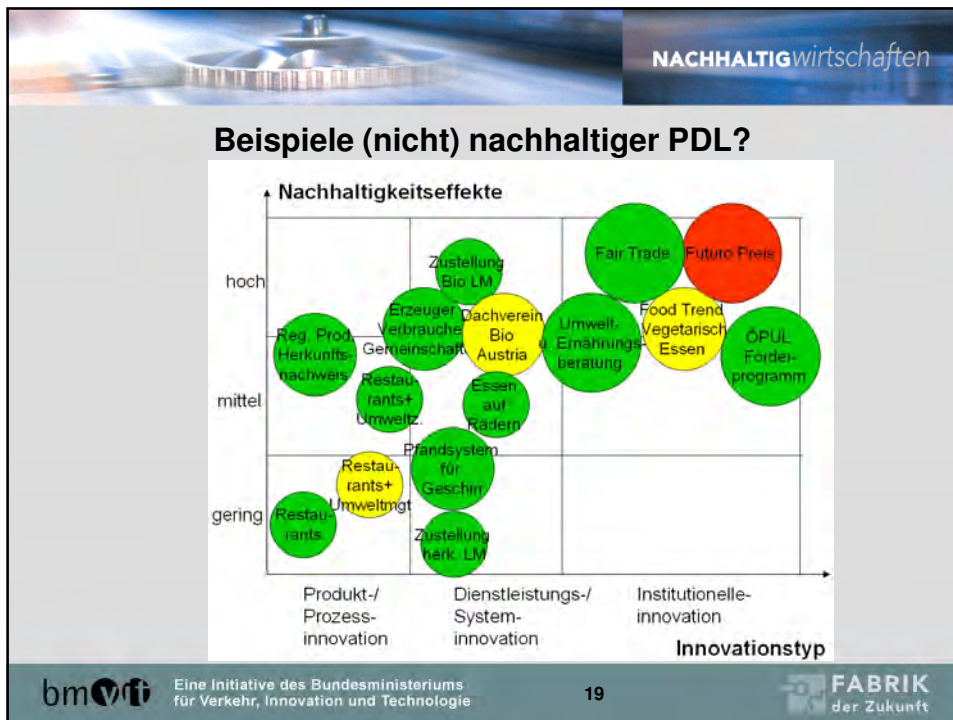 NACHHALTIGwirtschaften
Beispiele (nicht) nachhaltiger PDL?
Nachhaltigkeitseffekte
hoch
mittel
gering
Zustellung
Bio LM
Fair Trade
Futuro Preis
Erzeuger
Verbraucher
Gemeinschaft
Dachverein
Bio
Austria
Umwelt-
u. Ernährungs-
beratung
Food Trend
Vegetarisch
Essen
ÖPUL
Förder-
programm
Reg. Prod.
Herkunfts-
nachweis
Restau-
rants+
Umweltz.
Essen
auf
Rädern
Pfandsystem
für
Geschirr
Restau-
rants+
Umweltmgt
Restau-
rants
Zustellung
herk. LM
Produkt-/
Prozess-
innovation
Dienstleistungs-/
System-
innovation
Institutionelle-
innovation
Innovationstyp
bmvit
Eine Initiative des Bundesministeriums
für Verkehr, Innovation und Technologie
19
FABRIK
der Zukunft